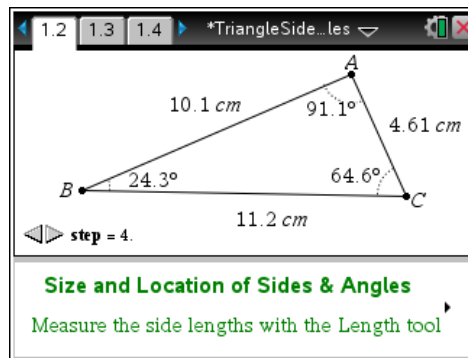 1.2 1.3 1.4 *TriangleSide...les
A
10.1 cm
91.1°
4.61 cm
24.3°
64.6°
B
C
11.2 cm
step = 4.
Size and Location of Sides & Angles
Measure the side lengths with the Length tool